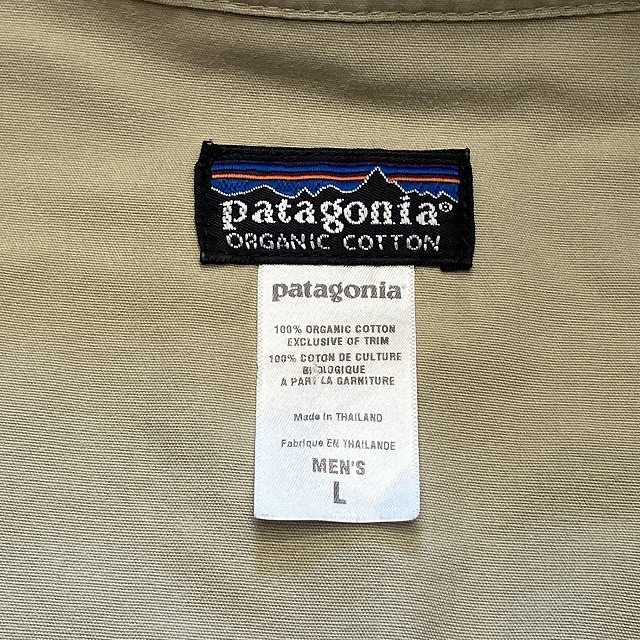 patagonia®
ORGANIC COTTON
patagonia
100% ORGANIC COTTON
EXCLUSIVE OF TRIM
100% COTON DE CULTURE
BIOLOGIQUE
A PART LA GARNITURE
Made in THAILAND
Fabrique EN THAILANDE
MEN'S
L